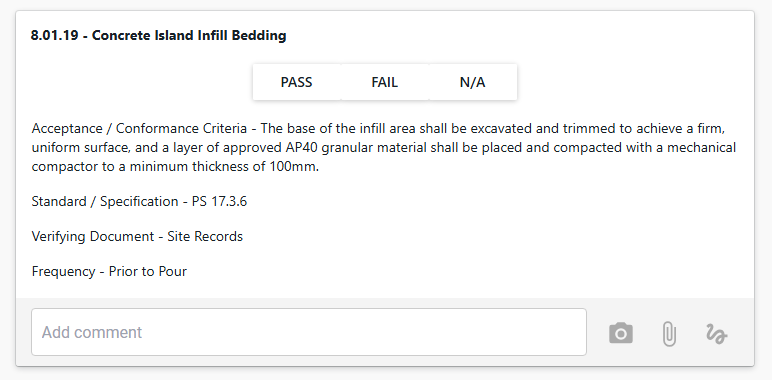 8.01.19 - Concrete Island Infill Bedding
PASS FAIL N/A
Acceptance / Conformance Criteria - The base of the infill area shall be excavated and trimmed to achieve a firm,
uniform surface, and a layer of approved AP40 granular material shall be placed and compacted with a mechanical
compactor to a minimum thickness of 100mm.
Standard / Specification - PS 17.3.6
Verifying Document - Site Records
Frequency - Prior to Pour
Add comment